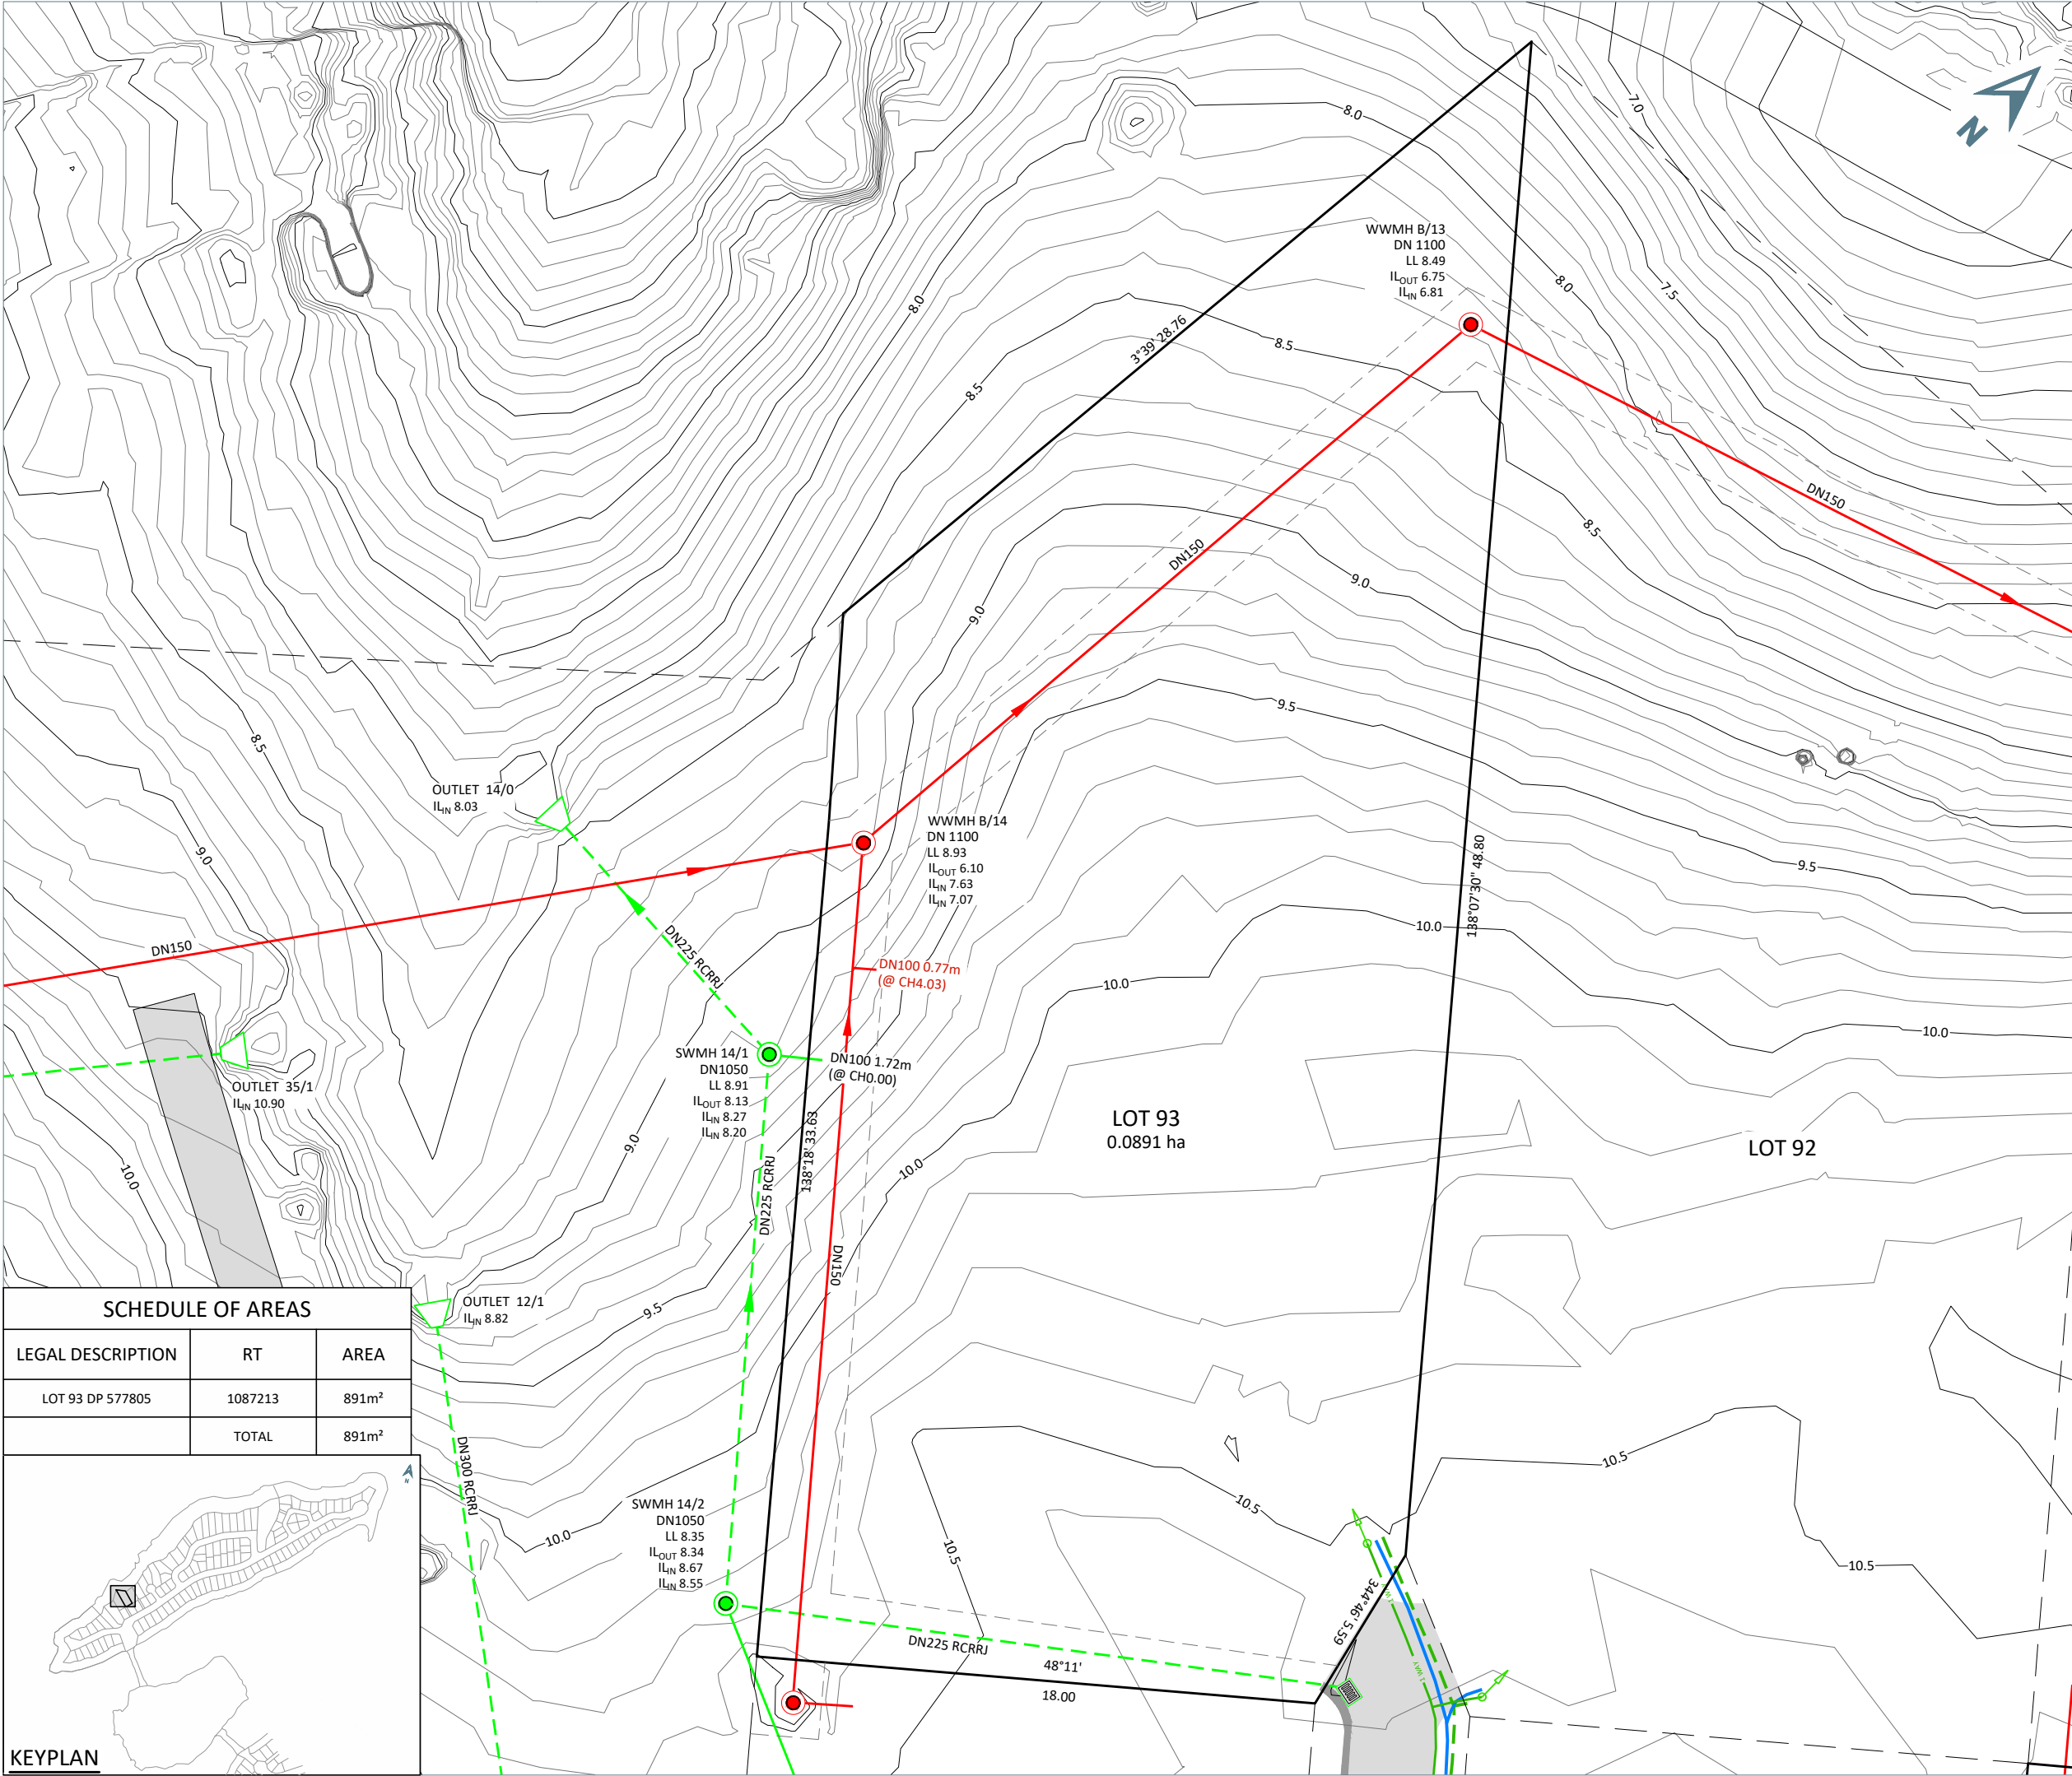 7.0
N
8.0
WWMH B/13
DN 1100
LL 8.49
ILOUT 6.75
ILIN 6.81
8.0
7.5
8.0
3°39' 28.76
8.5
8.5
DN150
8.5
DN150
9.0
9.0
9.5
8.5
OUTLET 14/0
ILIN 8.03
WWMH B/14
DN 1100
LL 8.93
ILOUT 6.10
ILIN 7.63
ILIN 7.07
9.0
9.5
138°07'30" 48.80
10.0
DN150
DN225 RCRRJ
DN100 0.77m
(@ CH4.03)
10.0
10.0
SWMH 14/1
DN1050
LL 8.91
ILOUT 8.13
ILIN 8.27
ILIN 8.20
DN100 1.72m
(@ CH0.00)
OUTLET 35/1
ILIN 10.90
LOT 93
0.0891 ha
LOT 92
9.0
138°18' 33.63
10.0
10.0
DN225 RCRRJ
DN150
OUTLET 12/1
ILIN 8.82
9.5
SCHEDULE OF AREAS
LEGAL DESCRIPTION RT AREA
LOT 93 DP 577805 1087213 891m²
TOTAL 891m²
DN300 RCRRJ
10.5
10.5
10.5
10.5
10.0
SWMH 14/2
DN1050
LL 8.35
ILOUT 8.34
ILIN 8.67
ILIN 8.55
344°46' 5.59
DN225 RCRRJ
48°11'
18.00
N
KEYPLAN